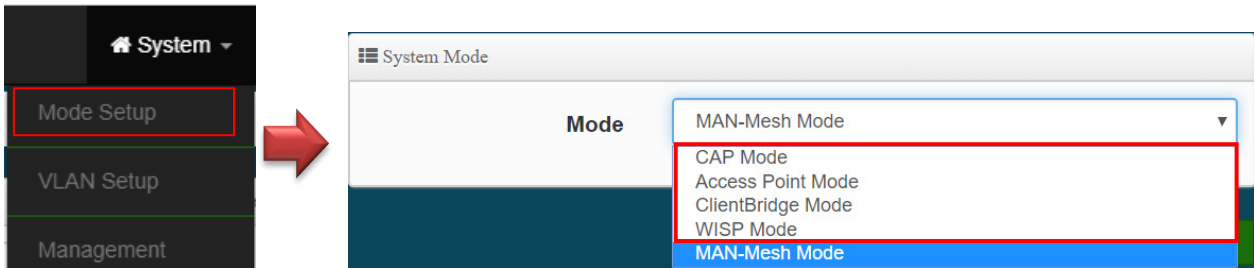 System
Mode Setup
VLAN Setup
Management
System Mode
Mode
MAN-Mesh Mode
CAP Mode
Access Point Mode
ClientBridge Mode
WISP Mode
MAN-Mesh Mode